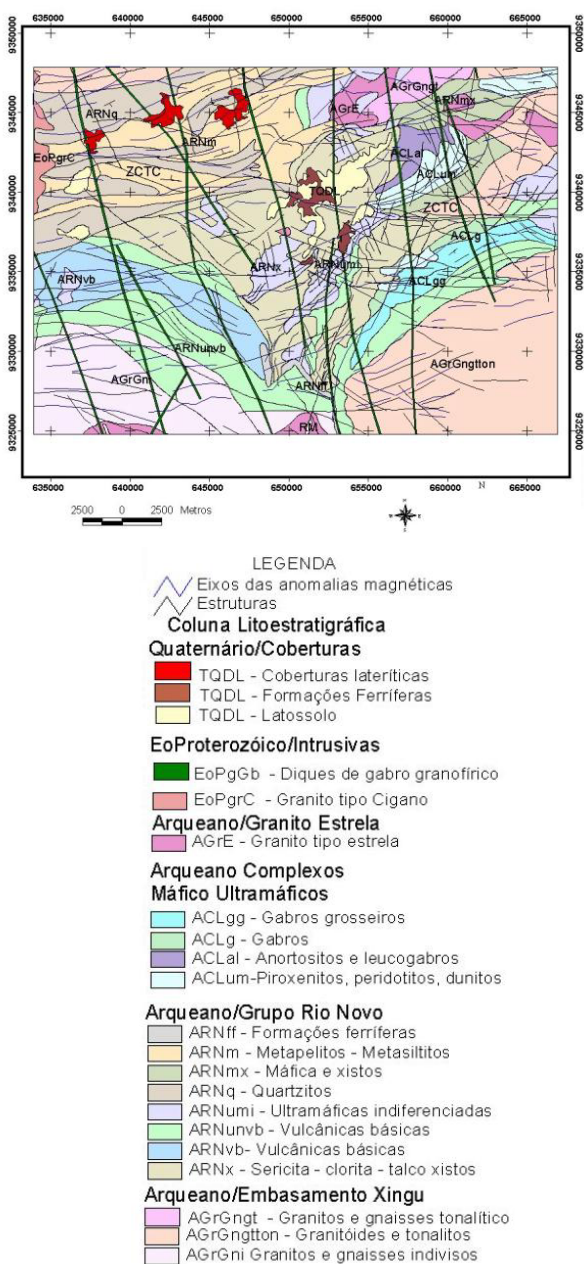 635000 640000 645000 650000 655000 660000 665000
9350000 9350000
9345000 9345000
9340000 9340000
9335000 9335000
9330000 9330000
9325000 9325000
AGrGngt
AGrE
ARNmx
ARNq
ARNm
ACLal
EoPgrC
ZCTC
ACLum
TQDL
ZCTC
ACLg
ARNx
ARNumi
ARNvb
ACLgg
ARNunvb
AGrGngtton
AGrGni
ARNff
RM
635000 640000 645000 650000 655000 660000 665000
N
2500 0 2500 Metros
LEGENDA
Eixos das anomalias magnéticas
Estruturas
Coluna Litoestratigráfica
Quaternário/Coberturas
TQDL - Coberturas lateríticas
TQDL - Formações Ferríferas
TQDL - Latossolo
EoProterozóico/Intrusivas
EoPgGb - Diques de gabro granofírico
EoPgrC - Granito tipo Cigano
Arqueano/Granito Estrela
AGrE - Granito tipo estrela
Arqueano Complexos
Máfico Ultramáficos
ACLgg - Gabros grosseiros
ACLg - Gabros
ACLal - Anortositos e leucogabros
ACLum-Piroxenitos, peridotitos, dunitos
Arqueano/Grupo Rio Novo
ARNff - Formações ferríferas
ARNm - Metapelitos - Metasiltitos
ARNmx - Máfica e xistos
ARNq - Quartzitos
ARNumi - Ultramáficas indiferenciadas
ARNunvb - Vulcânicas básicas
ARNvb- Vulcânicas básicas
ARNx - Sericita - clorita - talco xistos
Arqueano/Embasamento Xingu
AGrGngt - Granitos e gnaisses tonalítico
AGrGngtton - Granitóides e tonalitos
AGrGni Granitos e gnaisses indivisos